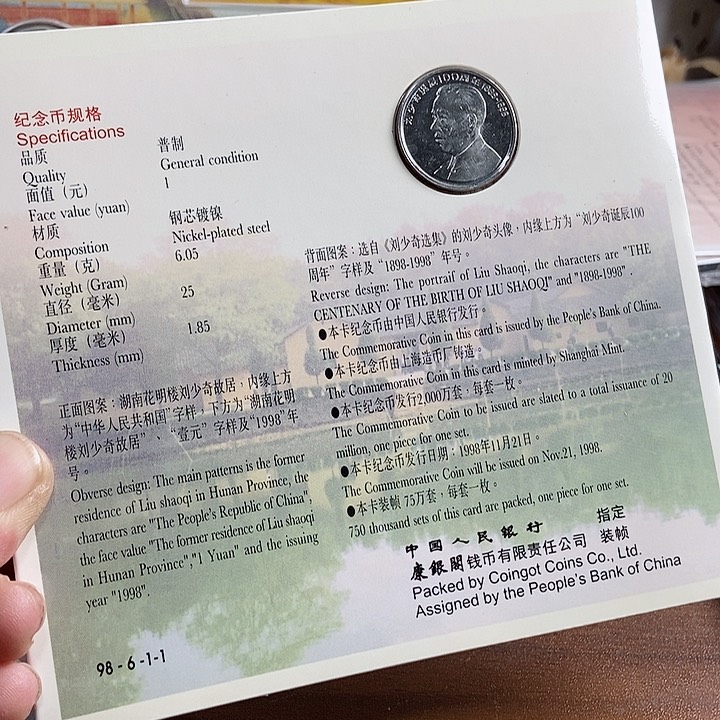 纪念币规格
Specifications
品质
普制
Quality
General condition
面值（元）
1
Face value (yuan)
材质
钢芯镀镍
Composition
Nickel-plated steel
重量（克）
6.05
Weight (Gram)
直径（毫米）
25
Diameter (mm)
厚度（毫米）
1.85
Thickness (mm)
正面图案：湖南花明楼刘少奇故居，内缘上方
为“中华人民共和国”字样，下方为“湖南花明
楼刘少奇故居”、“壹元”字样及“1998”年
号。
Obverse design: The main patterns is the former
residence of Liu shaoqi in Hunan Province, the
characters are "The People's Republic of China",
the face value "The former residence of Liu shaoqi
in Hunan Province","1 Yuan" and the issuing
year "1998".
98-6-1-1
刘少奇诞辰100周年 1898-1998
背面图案：选自《刘少奇选集》的刘少奇头像，内缘上方为“刘少奇诞辰100
周年”字样及“1898-1998”年号。
Reverse design: The portraif of Liu Shaoqi, the characters are "THE
CENTENARY OF THE BIRTH OF LIU SHAOQI" and "1898-1998" .
●本卡纪念币由中国人民银行发行。
The Commemorative Coin in this card is issued by the People's Bank of China.
●本卡纪念币由上海造币厂铸造。
The Commemorative Coin in this card is minted by Shanghai Mint.
●本卡纪念币发行2,000万套，每套一枚。
The Commemorative Coin to be issued are slated to a total issuance of 20
million, one piece for one set.
●本卡纪念币发行日期：1998年11月21日。
The Commemorative Coin will be issued on Nov.21, 1998.
●本卡装帧 75万套，每套一枚。
750 thousand sets of this card are packed, one piece for one set.
中国人民银行 指定
康銀閣钱币有限责任公司 装帧
Packed by Coingot Coins Co., Ltd.
Assigned by the People's Bank of China